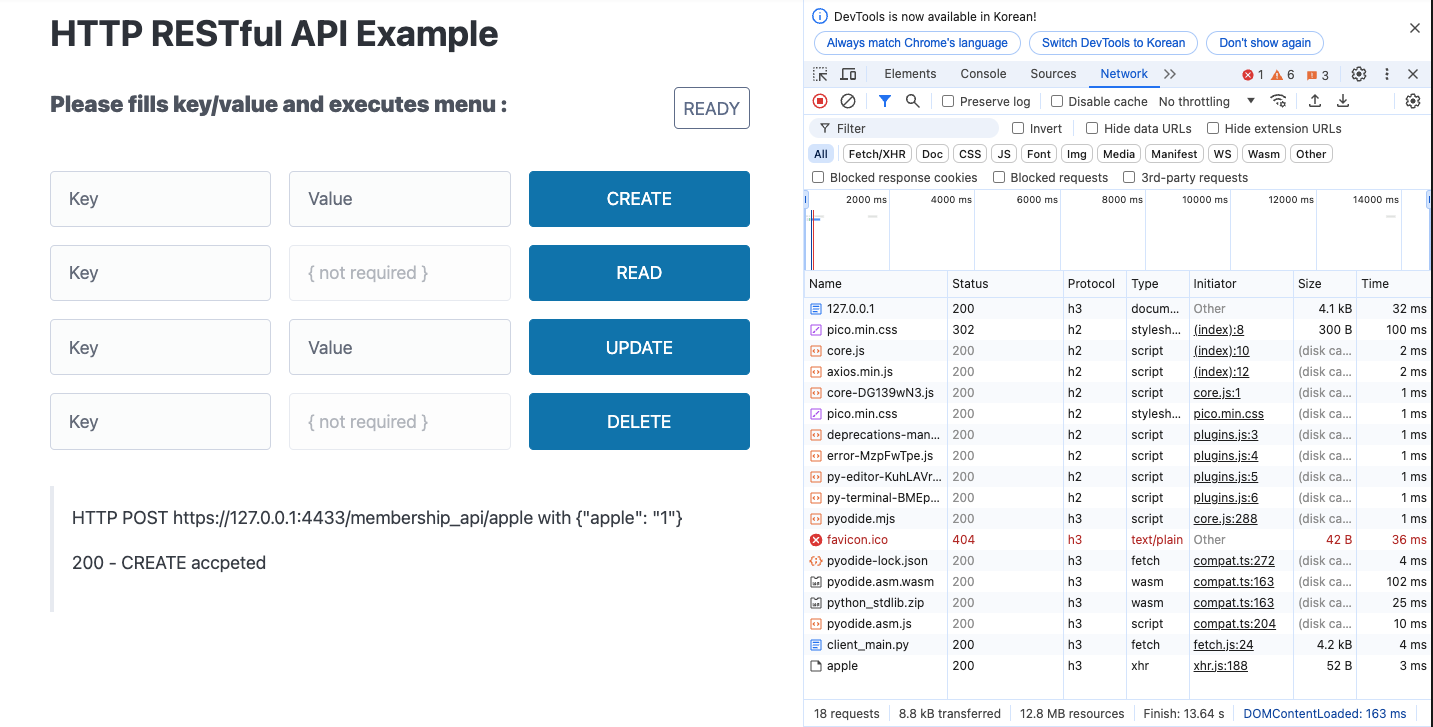 HTTP RESTful API Example
Please fills key/value and executes menu :
READY
Key Value CREATE
Key { not required } READ
Key Value UPDATE
Key { not required } DELETE
HTTP POST https://127.0.0.1:4433/membership_api/apple with {"apple": "1"}
200 - CREATE accpeted
DevTools is now available in Korean!
Always match Chrome's language Switch DevTools to Korean Don't show again
Elements Console Sources Network 1 6 3
Preserve log Disable cache No throttling
Filter Invert Hide data URLs Hide extension URLs
All Fetch/XHR Doc CSS JS Font Img Media Manifest WS Wasm Other
Blocked response cookies Blocked requests 3rd-party requests
2000 ms 4000 ms 6000 ms 8000 ms 10000 ms 12000 ms 14000 ms
Name Status Protocol Type Initiator Size Time
127.0.0.1 200 h3 docum... Other 4.1 kB 32 ms
pico.min.css 302 h2 stylesh... (index):8 300 B 100 ms
core.js 200 h2 script (index):10 (disk ca... 2 ms
axios.min.js 200 h2 script (index):12 (disk ca... 2 ms
core-DG139wN3.js 200 h2 script core.js:1 (disk ca... 1 ms
pico.min.css 200 h2 stylesh... pico.min.css (disk ca... 1 ms
deprecations-man... 200 h2 script plugins.js:3 (disk ca... 1 ms
error-MzpFwTpe.js 200 h2 script plugins.js:4 (disk ca... 1 ms
py-editor-KuhLAVr... 200 h2 script plugins.js:5 (disk ca... 1 ms
py-terminal-BMEp... 200 h2 script plugins.js:6 (disk ca... 1 ms
pyodide.mjs 200 h3 script core.js:288 (disk ca... 1 ms
favicon.ico 404 h3 text/plain Other 42 B 36 ms
pyodide-lock.json 200 h3 fetch compat.ts:272 (disk ca... 4 ms
pyodide.asm.wasm 200 h3 wasm compat.ts:163 (disk ca... 102 ms
python_stdlib.zip 200 h3 wasm compat.ts:163 (disk ca... 25 ms
pyodide.asm.js 200 h3 script compat.ts:204 (disk ca... 10 ms
client_main.py 200 h3 fetch fetch.js:24 4.2 kB 4 ms
apple 200 h3 xhr xhr.js:188 52 B 3 ms
18 requests 8.8 kB transferred 12.8 MB resources Finish: 13.64 s DOMContentLoaded: 163 ms